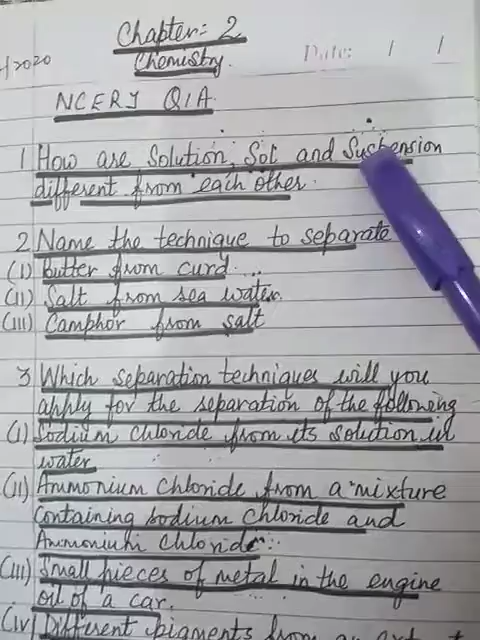 Chapter: 2
Chemistry.
/2020
Date: / /
NCERT Q/A
1 How are Solution, Sol and Suspension
different from each other.
2 Name the technique to separate
(I) butter from curd...
(II) Salt from sea water.
(III) Camphor from salt
3 Which separation techniques will you
apply for the separation of the following
(I) Sodium chloride from its solution in
water
(II) Ammonium chloride from a mixture
containing sodium chloride and
Ammonium chloride.
(III) Small pieces of metal in the engine
oil of a car.
(IV) Different pigments from an